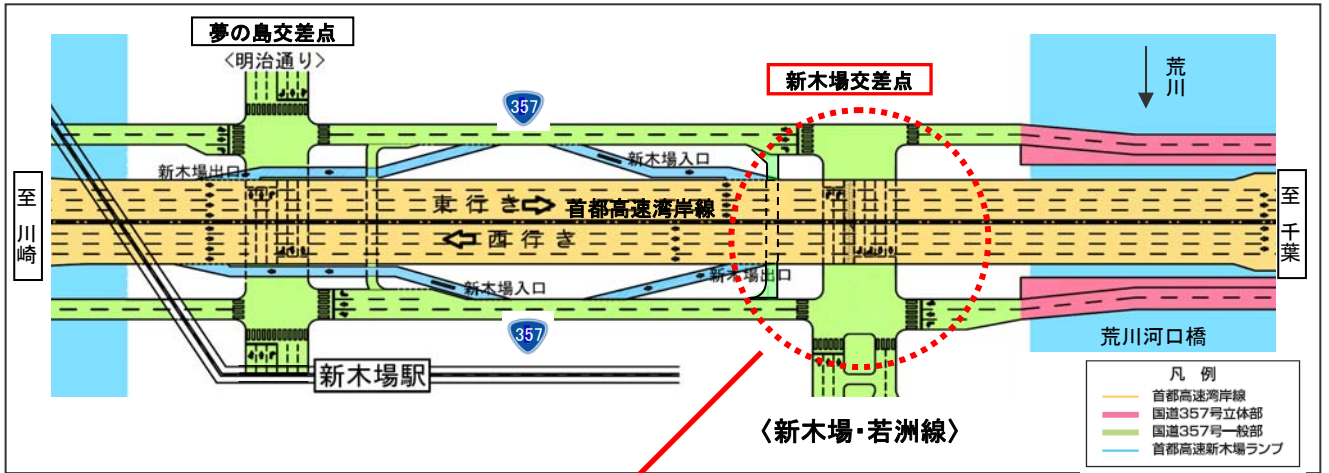 夢の島交差点
〈明治通り〉
357
新木場交差点
荒川
新木場出口
新木場入口
至 川崎
東行き
首都高速湾岸線
西行き
至 千葉
新木場入口
新木場出口
357
新木場駅
荒川河口橋
〈新木場・若洲線〉
凡 例
首都高速湾岸線
国道357号立体部
国道357号一般部
首都高速新木場ランプ